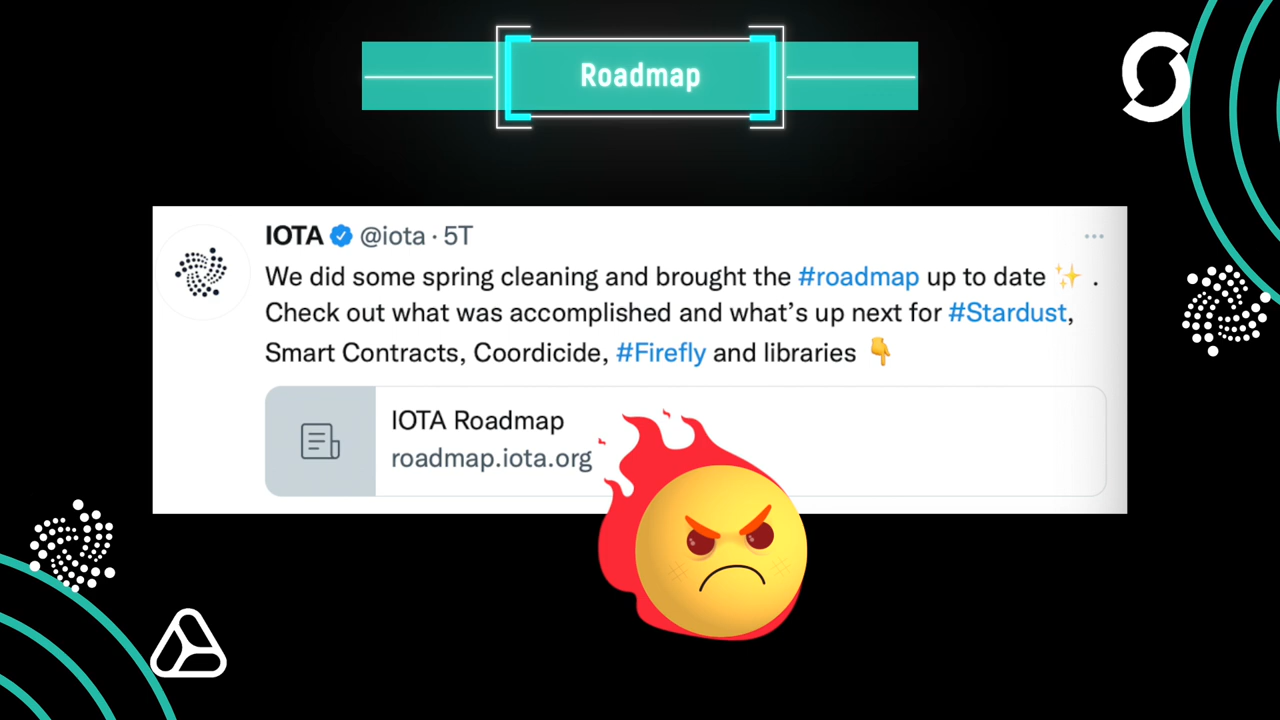 Roadmap
IOTA @iota · 5T
We did some spring cleaning and brought the #roadmap up to date ✨ .
Check out what was accomplished and what’s up next for #Stardust,
Smart Contracts, Coordicide, #Firefly and libraries 👇
IOTA Roadmap
roadmap.iota.org